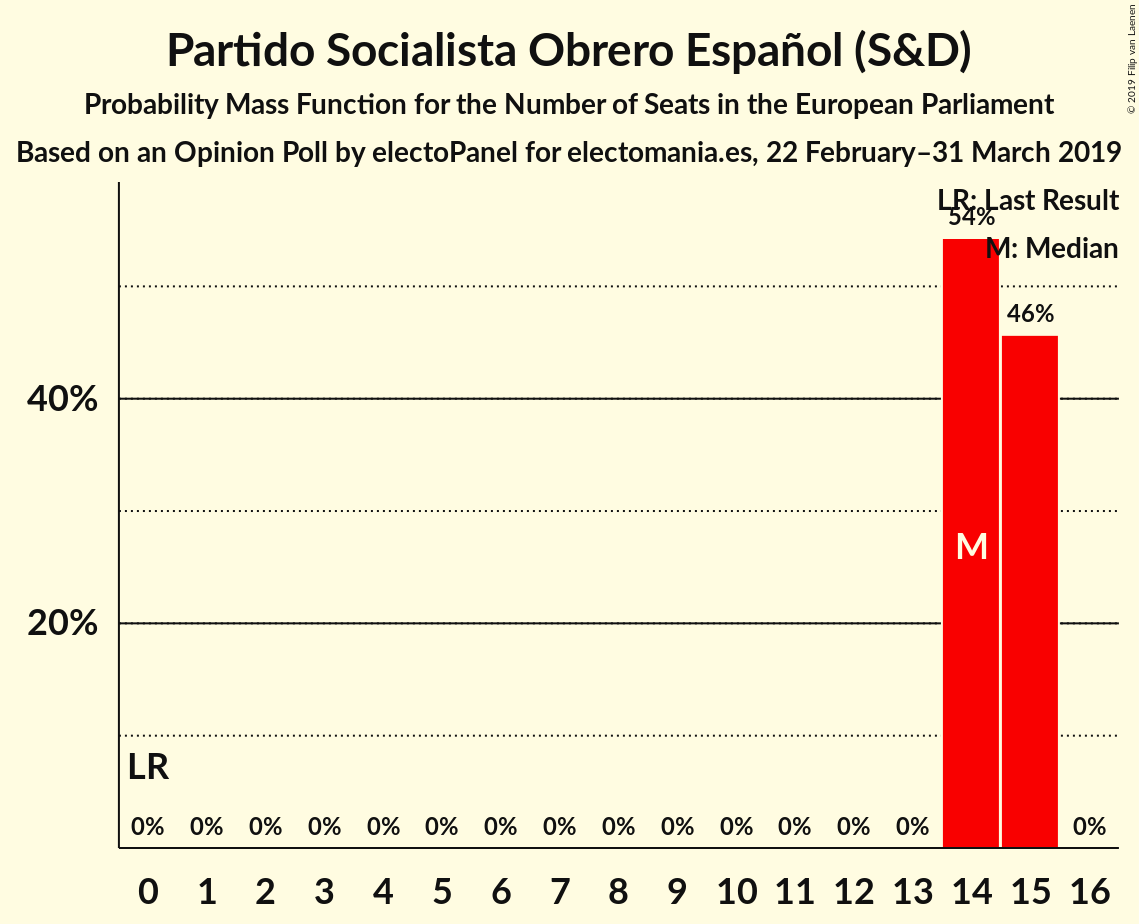 Partido Socialista Obrero Español (S&D)
Probability Mass Function for the Number of Seats in the European Parliament
Based on an Opinion Poll by electoPanel for electomania.es, 22 February–31 March 2019
© 2019 Filip van Laenen
LR: Last Result
M: Median
54%
46%
40%
20%
M
LR
0% 0% 0% 0% 0% 0% 0% 0% 0% 0% 0% 0% 0% 0% 0%
0 1 2 3 4 5 6 7 8 9 10 11 12 13 14 15 16